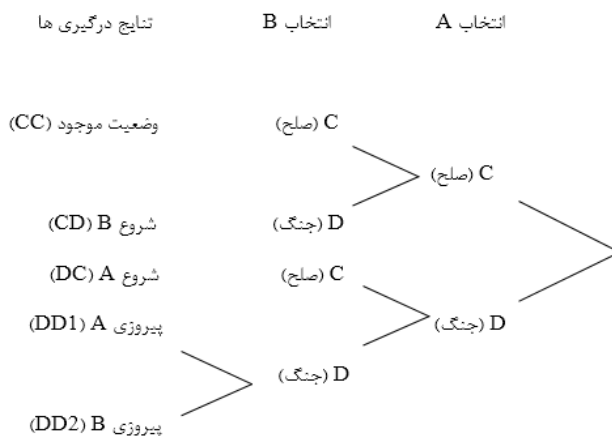 انتخاب A انتخاب B نتایج درگیری ها
C (صلح) وضعیت موجود (CC)
C (صلح)
D (جنگ) شروع B (CD)
C (صلح) شروع A (DC)
D (جنگ) پیروزی A (DD1)
D (جنگ)
پیروزی B (DD2)